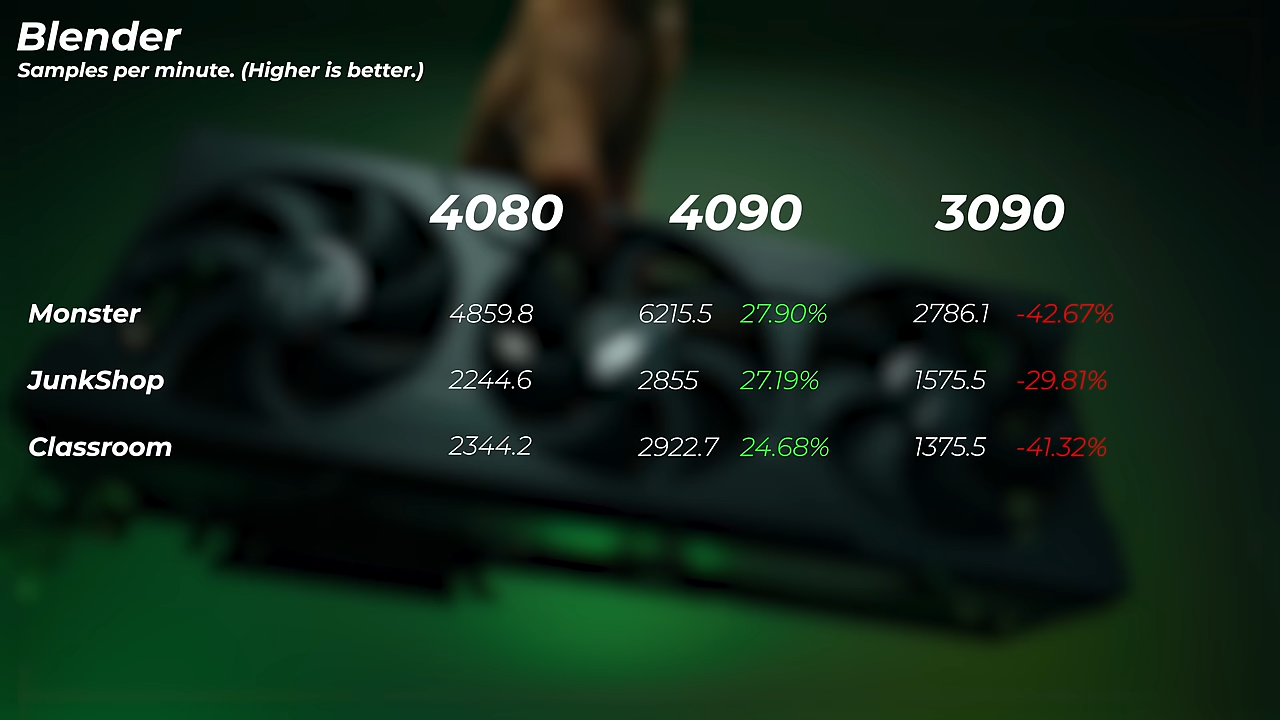 Blender
Samples per minute. (Higher is better.)
4080 4090 3090
Monster 4859.8 6215.5 27.90% 2786.1 -42.67%
JunkShop 2244.6 2855 27.19% 1575.5 -29.81%
Classroom 2344.2 2922.7 24.68% 1375.5 -41.32%